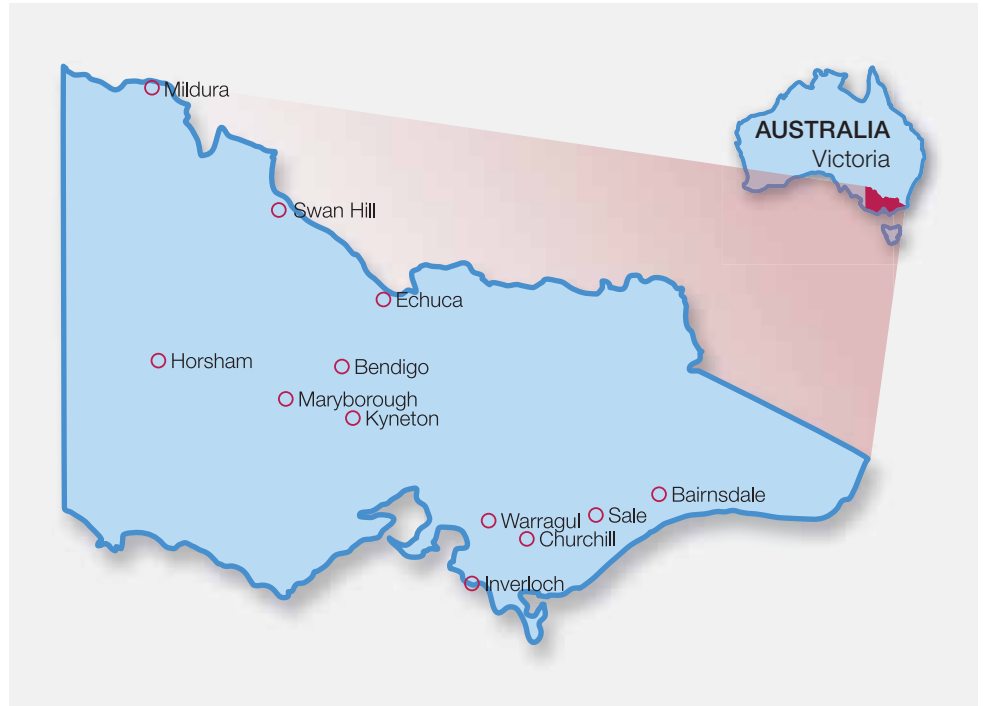 Mildura
AUSTRALIA
Victoria
Swan Hill
Echuca
Horsham
Bendigo
Maryborough
Kyneton
Bairnsdale
Warragul
Sale
Churchill
Inverloch